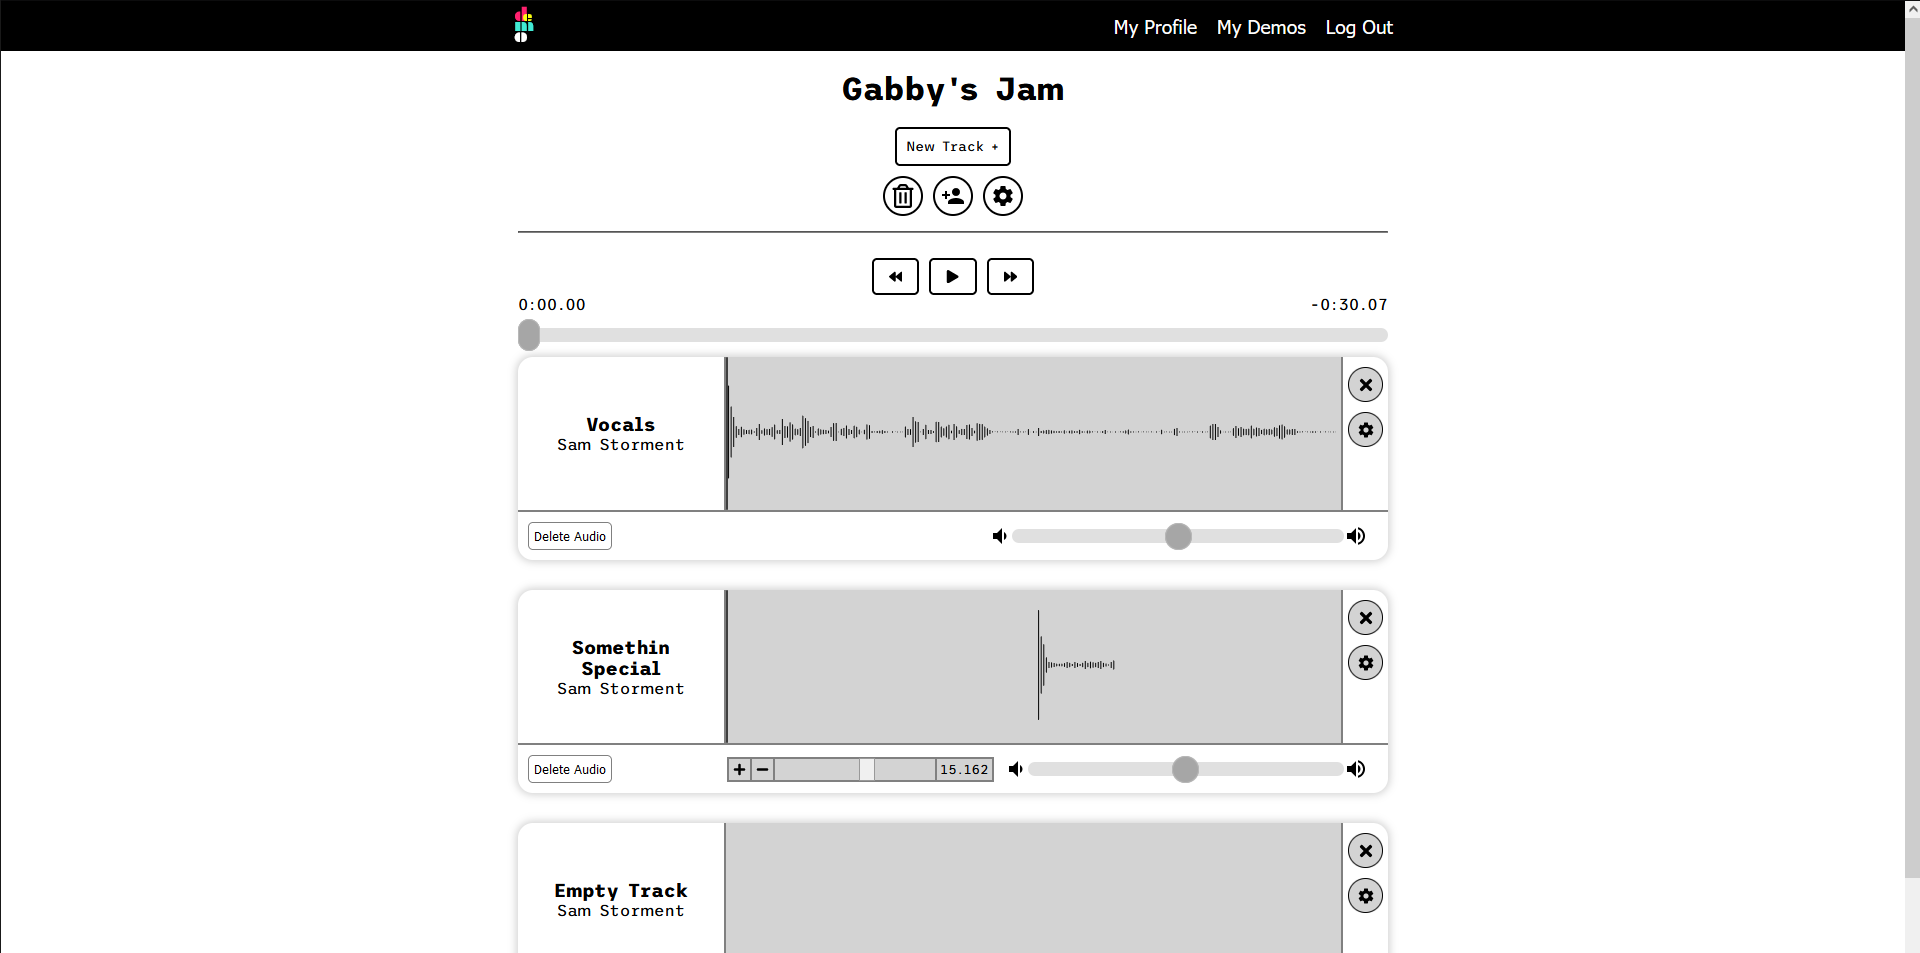 demo
My Profile My Demos Log Out
Gabby's Jam
New Track +
0:00.00 -0:30.07
Vocals
Sam Storment
Delete Audio
Somethin
Special
Sam Storment
Delete Audio
15.162
Empty Track
Sam Storment